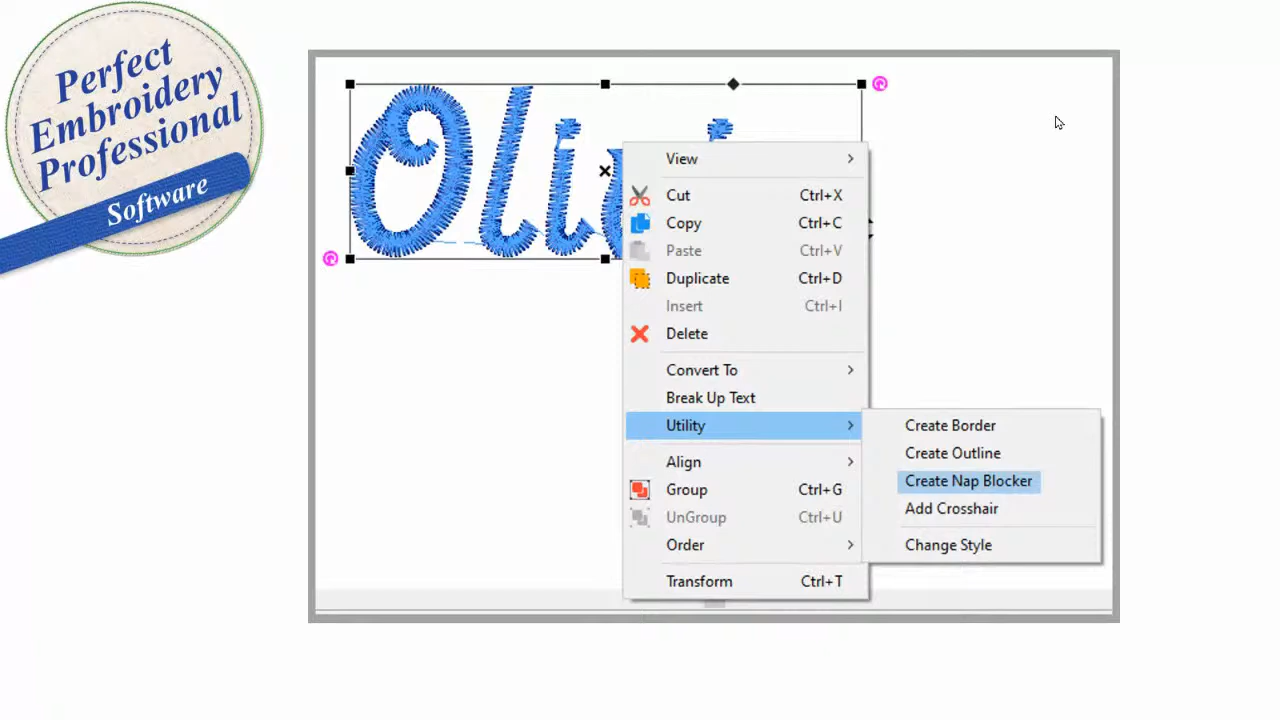 Perfect
Embroidery
Professional
Software
View
Cut Ctrl+X
Copy Ctrl+C
Paste Ctrl+V
Duplicate Ctrl+D
Insert Ctrl+I
Delete
Convert To
Break Up Text
Utility
Align
Group Ctrl+G
UnGroup Ctrl+U
Order
Transform Ctrl+T
Create Border
Create Outline
Create Nap Blocker
Add Crosshair
Change Style